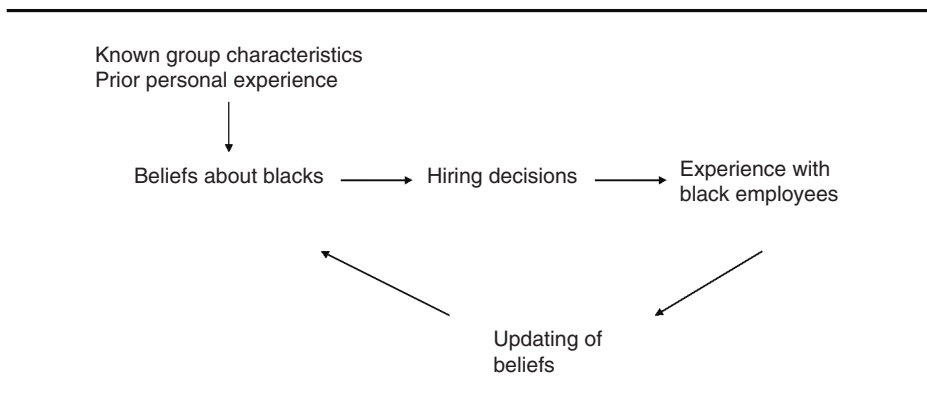 Known group characteristics
Prior personal experience
Beliefs about blacks
Hiring decisions
Experience with
black employees
Updating of
beliefs